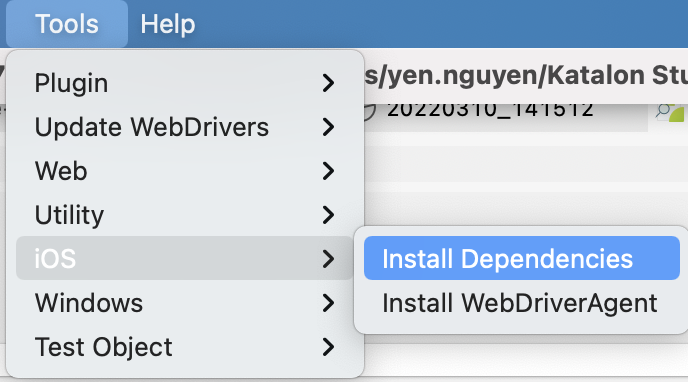 Tools Help
s/yen.nguyen/Katalon Stu
Plugin
20220310_141512
Update WebDrivers
Web
Utility
iOS
Install Dependencies
Windows
Install WebDriverAgent
Test Object